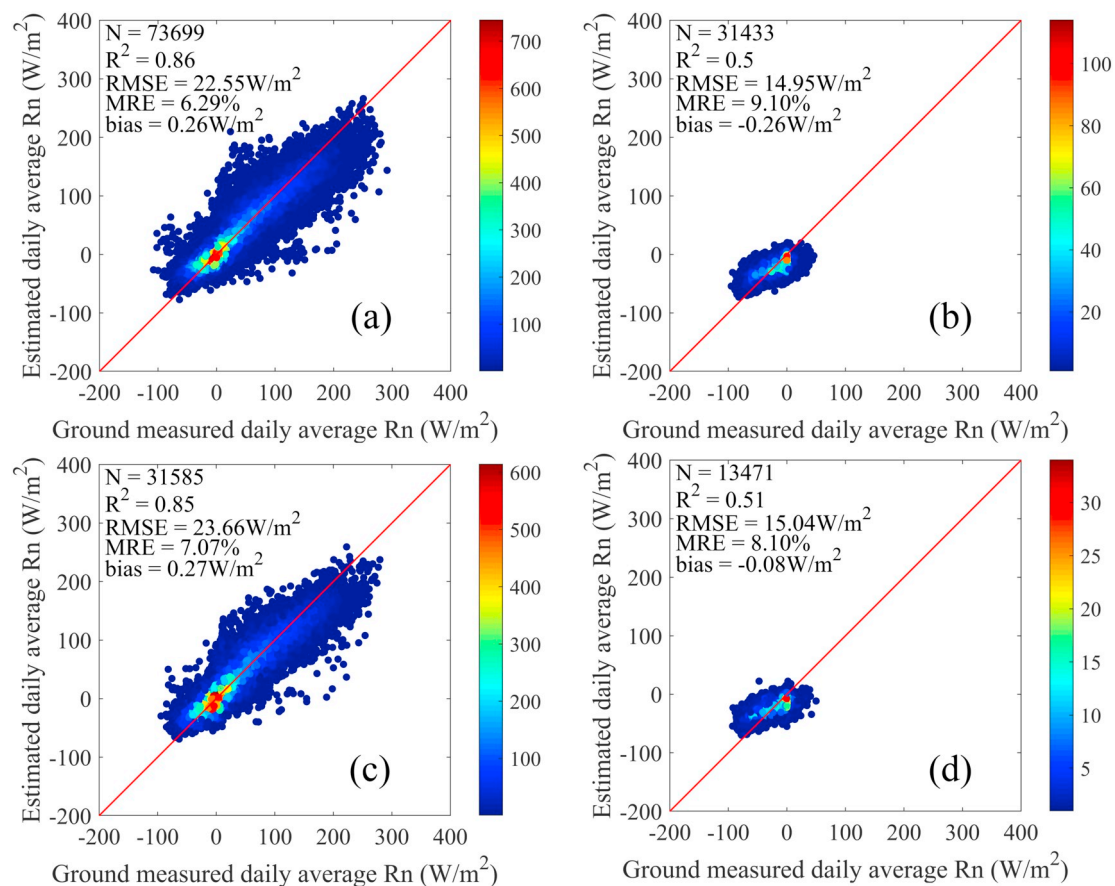 N = 73699
R² = 0.86
RMSE = 22.55W/m²
MRE = 6.29%
bias = 0.26W/m²
400
300
200
100
0
-100
-200
-200 -100 0 100 200 300 400
Estimated daily average Rn (W/m²)
Ground measured daily average Rn (W/m²)
(a)
700
600
500
400
300
200
100
N = 31433
R² = 0.5
RMSE = 14.95W/m²
MRE = 9.10%
bias = -0.26W/m²
400
300
200
100
0
-100
-200
-200 -100 0 100 200 300 400
Estimated daily average Rn (W/m²)
Ground measured daily average Rn (W/m²)
(b)
100
80
60
40
20
N = 31585
R² = 0.85
RMSE = 23.66W/m²
MRE = 7.07%
bias = 0.27W/m²
400
300
200
100
0
-100
-200
-200 -100 0 100 200 300 400
Estimated daily average Rn (W/m²)
Ground measured daily average Rn (W/m²)
(c)
600
500
400
300
200
100
N = 13471
R² = 0.51
RMSE = 15.04W/m²
MRE = 8.10%
bias = -0.08W/m²
400
300
200
100
0
-100
-200
-200 -100 0 100 200 300 400
Estimated daily average Rn (W/m²)
Ground measured daily average Rn (W/m²)
(d)
30
25
20
15
10
5